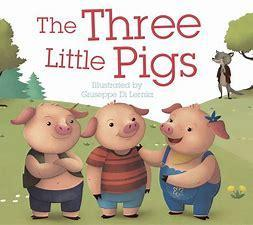 The Three
Little Pigs
Illustrated by
Giuseppe Di Lernia